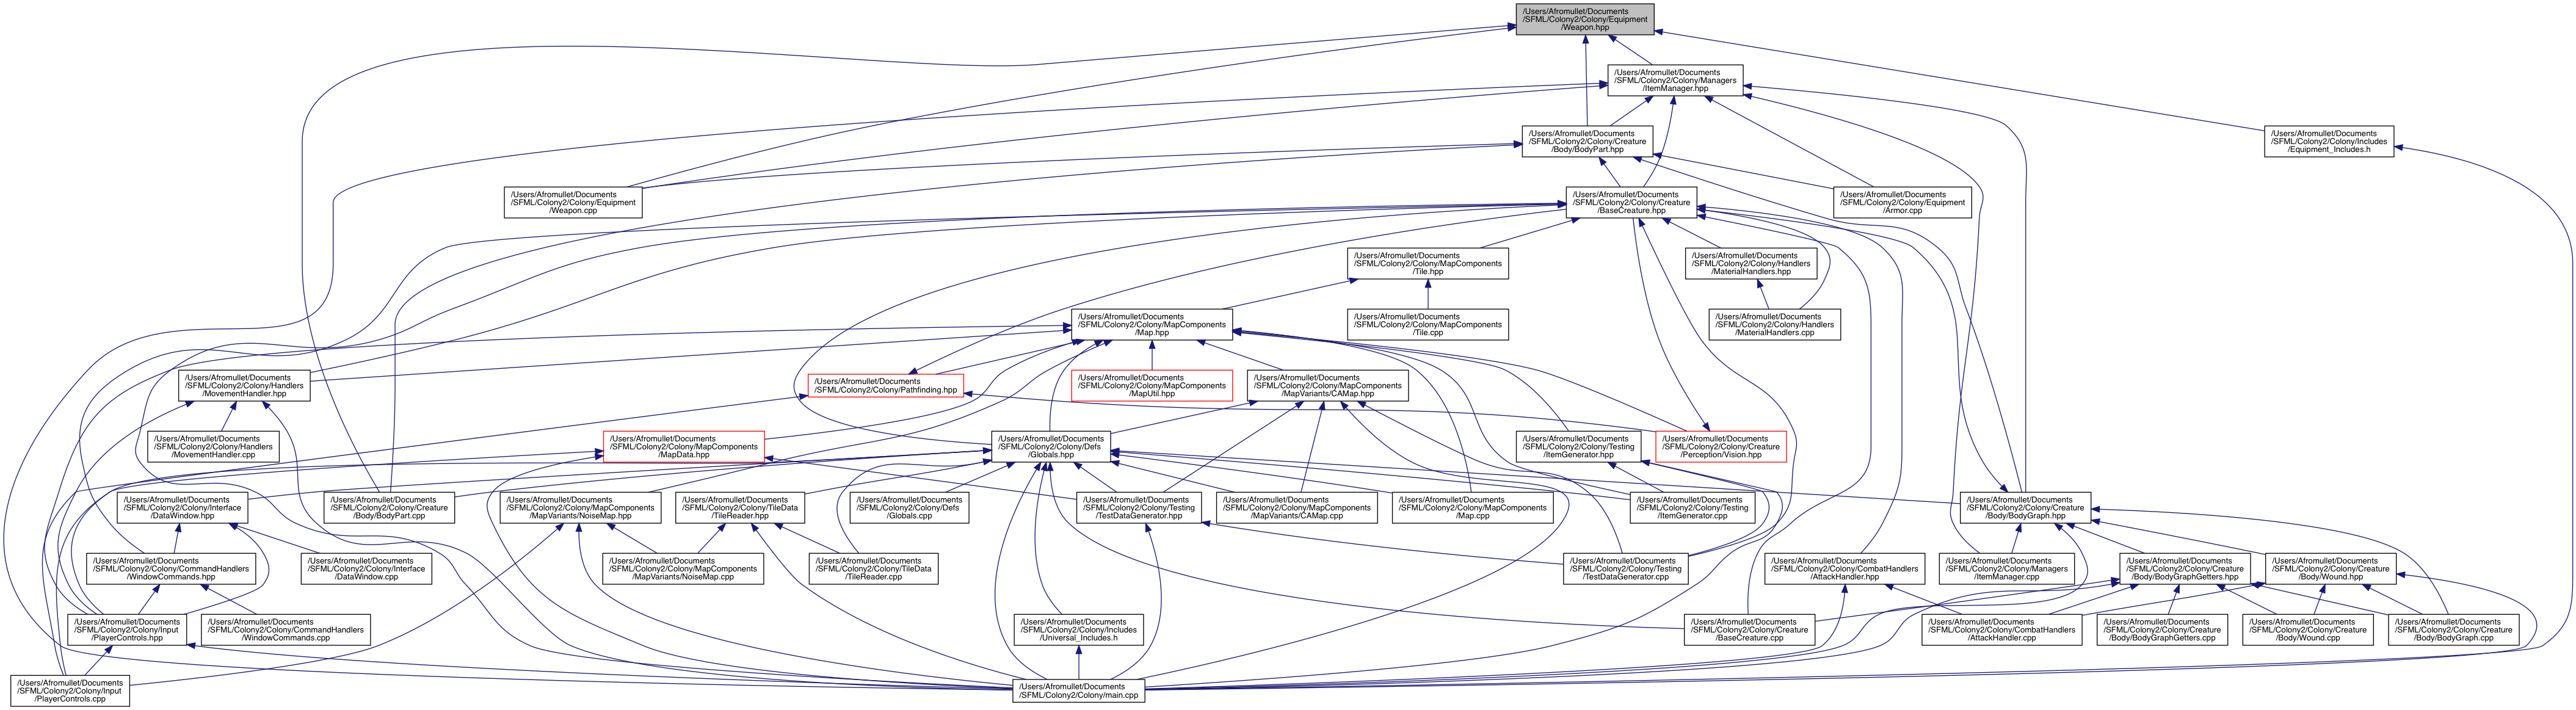 /Users/Afromullet/Documents
/SFML/Colony2/Colony/Equipment
/Weapon.hpp
/Users/Afromullet/Documents
/SFML/Colony2/Colony/Managers
/ItemManager.hpp
/Users/Afromullet/Documents
/SFML/Colony2/Colony/Creature
/Body/BodyPart.hpp
/Users/Afromullet/Documents
/SFML/Colony2/Colony/Includes
/Equipment_Includes.h
/Users/Afromullet/Documents
/SFML/Colony2/Colony/Equipment
/Weapon.cpp
/Users/Afromullet/Documents
/SFML/Colony2/Colony/Creature
/BaseCreature.hpp
/Users/Afromullet/Documents
/SFML/Colony2/Colony/Equipment
/Armor.cpp
/Users/Afromullet/Documents
/SFML/Colony2/Colony/MapComponents
/Tile.hpp
/Users/Afromullet/Documents
/SFML/Colony2/Colony/Handlers
/MaterialHandlers.hpp
/Users/Afromullet/Documents
/SFML/Colony2/Colony/MapComponents
/Map.hpp
/Users/Afromullet/Documents
/SFML/Colony2/Colony/MapComponents
/Tile.cpp
/Users/Afromullet/Documents
/SFML/Colony2/Colony/Handlers
/MaterialHandlers.cpp
/Users/Afromullet/Documents
/SFML/Colony2/Colony/Handlers
/MovementHandler.hpp
/Users/Afromullet/Documents
/SFML/Colony2/Colony/Pathfinding.hpp
/Users/Afromullet/Documents
/SFML/Colony2/Colony/MapComponents
/MapUtil.hpp
/Users/Afromullet/Documents
/SFML/Colony2/Colony/MapComponents
/MapVariants/CAMap.hpp
/Users/Afromullet/Documents
/SFML/Colony2/Colony/Handlers
/MovementHandler.cpp
/Users/Afromullet/Documents
/SFML/Colony2/Colony/MapComponents
/MapData.hpp
/Users/Afromullet/Documents
/SFML/Colony2/Colony/Defs
/Globals.hpp
/Users/Afromullet/Documents
/SFML/Colony2/Colony/Testing
/ItemGenerator.hpp
/Users/Afromullet/Documents
/SFML/Colony2/Colony/Creature
/Perception/Vision.hpp
/Users/Afromullet/Documents
/SFML/Colony2/Colony/Interface
/DataWindow.hpp
/Users/Afromullet/Documents
/SFML/Colony2/Colony/Creature
/Body/BodyPart.cpp
/Users/Afromullet/Documents
/SFML/Colony2/Colony/MapComponents
/MapVariants/NoiseMap.hpp
/Users/Afromullet/Documents
/SFML/Colony2/Colony/TileData
/TileReader.hpp
/Users/Afromullet/Documents
/SFML/Colony2/Colony/Defs
/Globals.cpp
/Users/Afromullet/Documents
/SFML/Colony2/Colony/Testing
/TestDataGenerator.hpp
/Users/Afromullet/Documents
/SFML/Colony2/Colony/MapComponents
/MapVariants/CAMap.cpp
/Users/Afromullet/Documents
/SFML/Colony2/Colony/MapComponents
/Map.cpp
/Users/Afromullet/Documents
/SFML/Colony2/Colony/Testing
/ItemGenerator.cpp
/Users/Afromullet/Documents
/SFML/Colony2/Colony/Creature
/Body/BodyGraph.hpp
/Users/Afromullet/Documents
/SFML/Colony2/Colony/CommandHandlers
/WindowCommands.hpp
/Users/Afromullet/Documents
/SFML/Colony2/Colony/Interface
/DataWindow.cpp
/Users/Afromullet/Documents
/SFML/Colony2/Colony/MapComponents
/MapVariants/NoiseMap.cpp
/Users/Afromullet/Documents
/SFML/Colony2/Colony/TileData
/TileReader.cpp
/Users/Afromullet/Documents
/SFML/Colony2/Colony/Testing
/TestDataGenerator.cpp
/Users/Afromullet/Documents
/SFML/Colony2/Colony/CombatHandlers
/AttackHandler.hpp
/Users/Afromullet/Documents
/SFML/Colony2/Colony/Managers
/ItemManager.cpp
/Users/Afromullet/Documents
/SFML/Colony2/Colony/Creature
/Body/BodyGraphGetters.hpp
/Users/Afromullet/Documents
/SFML/Colony2/Colony/Creature
/Body/Wound.hpp
/Users/Afromullet/Documents
/SFML/Colony2/Colony/Input
/PlayerControls.hpp
/Users/Afromullet/Documents
/SFML/Colony2/Colony/CommandHandlers
/WindowCommands.cpp
/Users/Afromullet/Documents
/SFML/Colony2/Colony/Includes
/Universal_Includes.h
/Users/Afromullet/Documents
/SFML/Colony2/Colony/Creature
/BaseCreature.cpp
/Users/Afromullet/Documents
/SFML/Colony2/Colony/CombatHandlers
/AttackHandler.cpp
/Users/Afromullet/Documents
/SFML/Colony2/Colony/Creature
/Body/BodyGraphGetters.cpp
/Users/Afromullet/Documents
/SFML/Colony2/Colony/Creature
/Body/Wound.cpp
/Users/Afromullet/Documents
/SFML/Colony2/Colony/Creature
/Body/BodyGraph.cpp
/Users/Afromullet/Documents
/SFML/Colony2/Colony/Input
/PlayerControls.cpp
/Users/Afromullet/Documents
/SFML/Colony2/Colony/main.cpp